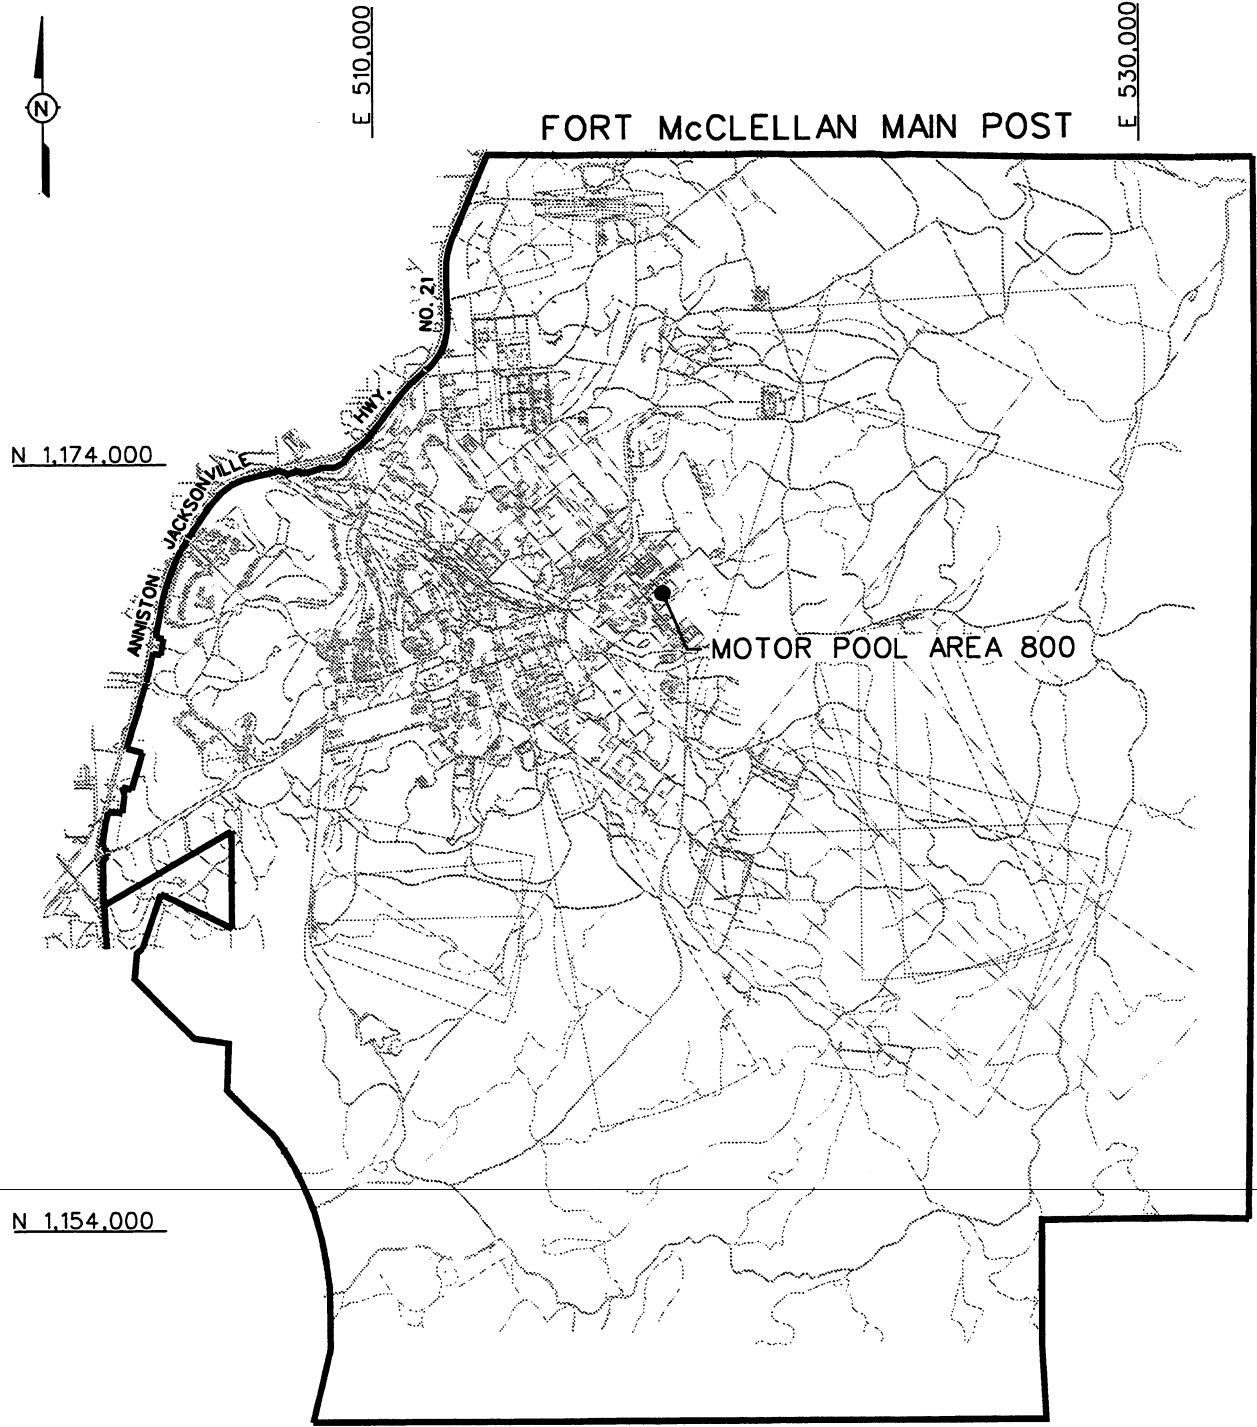 E 510,000
E 530,000
N
FORT McCLELLAN MAIN POST
NO. 21
HWY.
N 1,174,000
JACKSONVILLE
ANNISTON
MOTOR POOL AREA 800
N 1,154,000